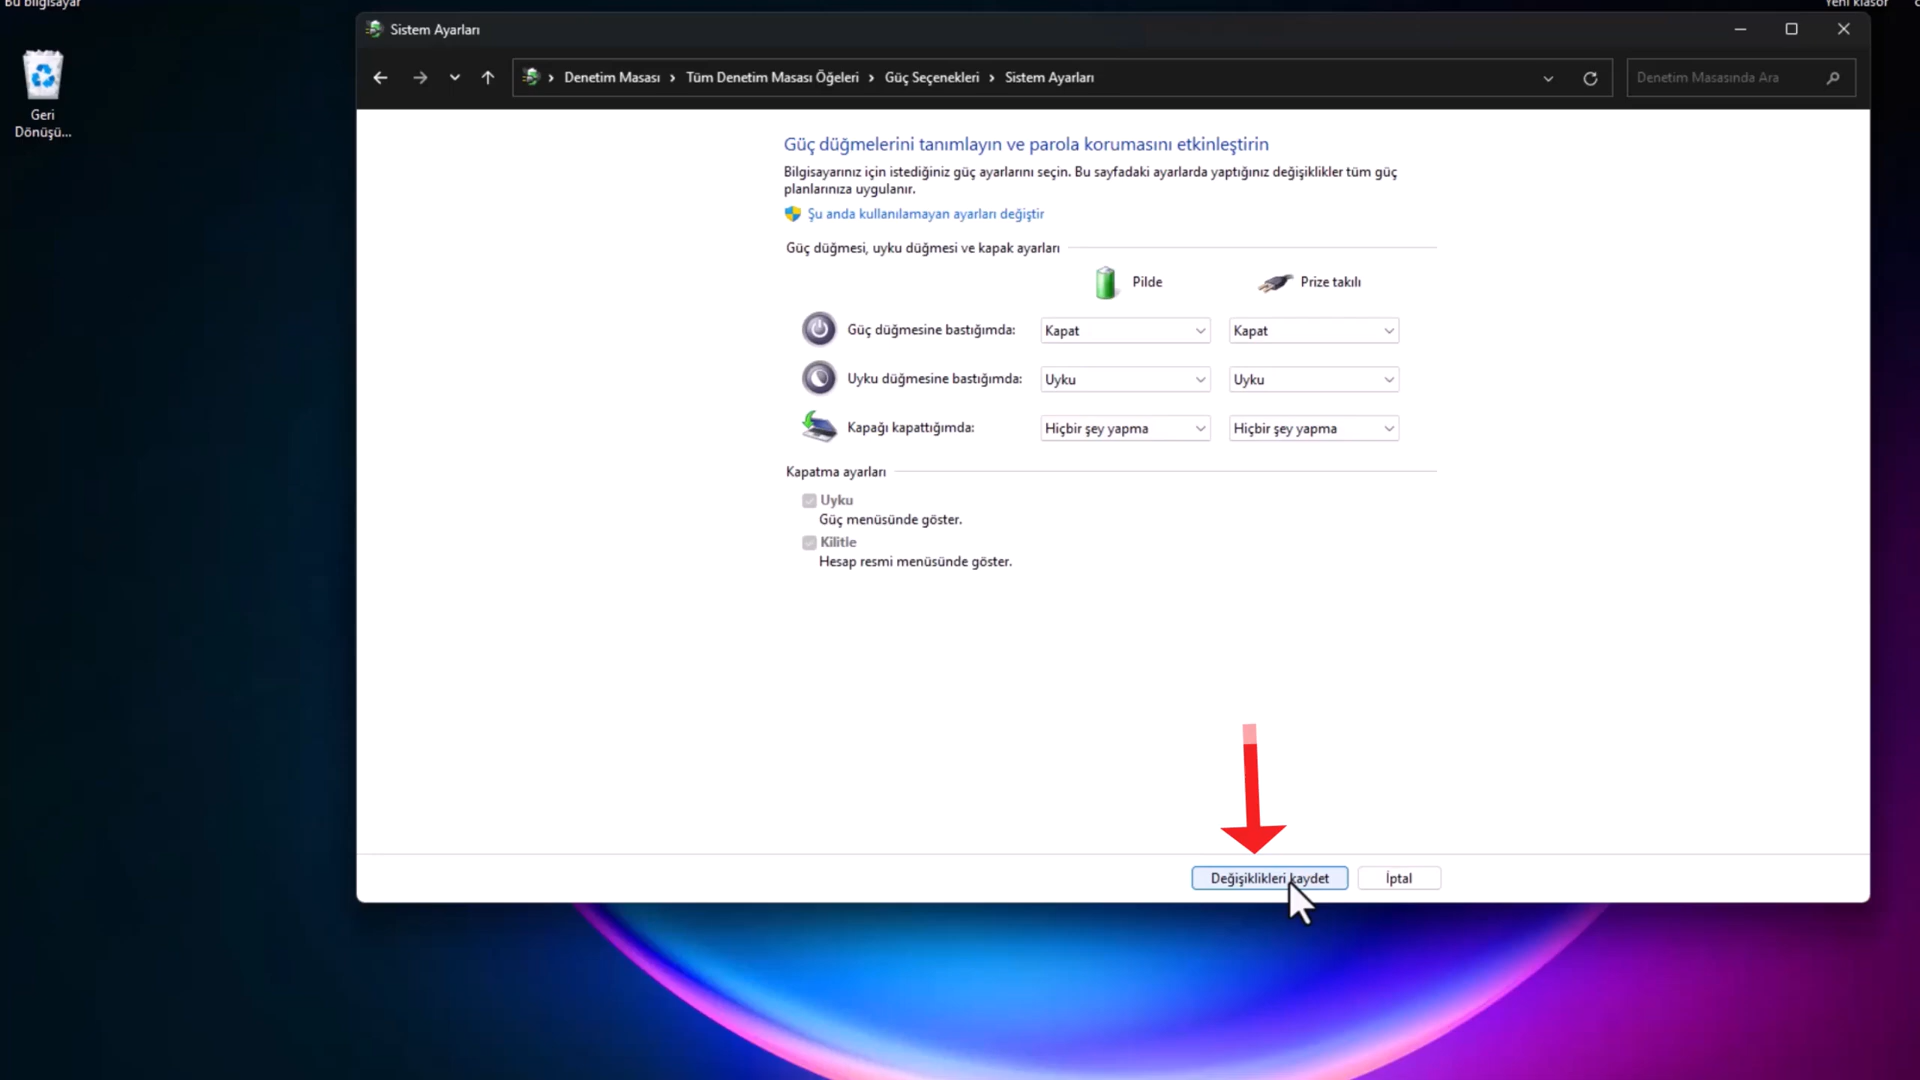 Bu bilgisayar
Yeni klasör
Geri
Dönüşü...
Sistem Ayarları
Denetim Masası › Tüm Denetim Masası Öğeleri › Güç Seçenekleri › Sistem Ayarları
Denetim Masasında Ara
Güç düğmelerini tanımlayın ve parola korumasını etkinleştirin
Bilgisayarınız için istediğiniz güç ayarlarını seçin. Bu sayfadaki ayarlarda yaptığınız değişiklikler tüm güç
planlarınıza uygulanır.
Şu anda kullanılamayan ayarları değiştir
Güç düğmesi, uyku düğmesi ve kapak ayarları
Pilde Prize takılı
Güç düğmesine bastığımda: Kapat Kapat
Uyku düğmesine bastığımda: Uyku Uyku
Kapağı kapattığımda: Hiçbir şey yapma Hiçbir şey yapma
Kapatma ayarları
Uyku
Güç menüsünde göster.
Kilitle
Hesap resmi menüsünde göster.
Değişiklikleri kaydet İptal